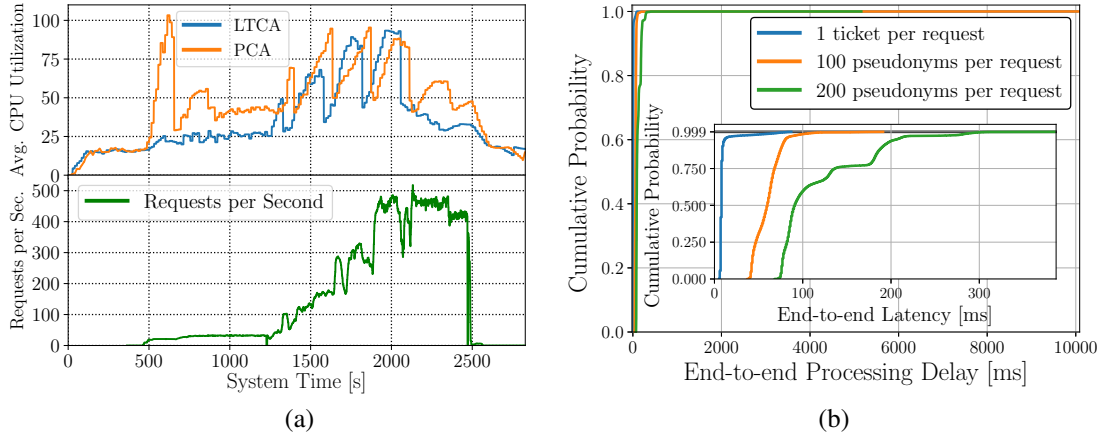 Avg. CPU Utilization
100
75
50
25
0
LTCA
PCA
Requests per Sec.
500
400
300
200
100
0
Requests per Second
0 500 1000 1500 2000 2500
System Time [s]
(a)
Cumulative Probability
1.0
0.8
0.6
0.4
0.2
0.0
1 ticket per request
100 pseudonyms per request
200 pseudonyms per request
Cumulative Probability
0.999
0.750
0.500
0.250
0.000
0 100 200 300
End-to-end Latency [ms]
0 2000 4000 6000 8000 10000
End-to-end Processing Delay [ms]
(b)